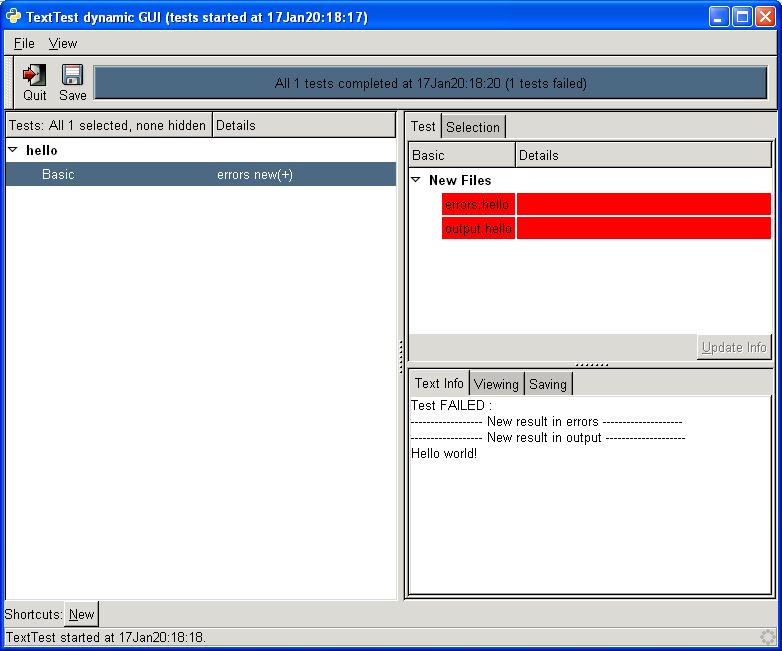 TextTest dynamic GUI (tests started at 17Jan20:18:17)
File View
Quit Save All 1 tests completed at 17Jan20:18:20 (1 tests failed)
Tests: All 1 selected, none hidden Details
hello
Basic errors new(+)
Test Selection
Basic Details
New Files
errors.hello
output.hello
Update Info
Text Info Viewing Saving
Test FAILED :
------------------ New result in errors --------------------
------------------ New result in output --------------------
Hello world!
Shortcuts: New
TextTest started at 17Jan20:18:18.